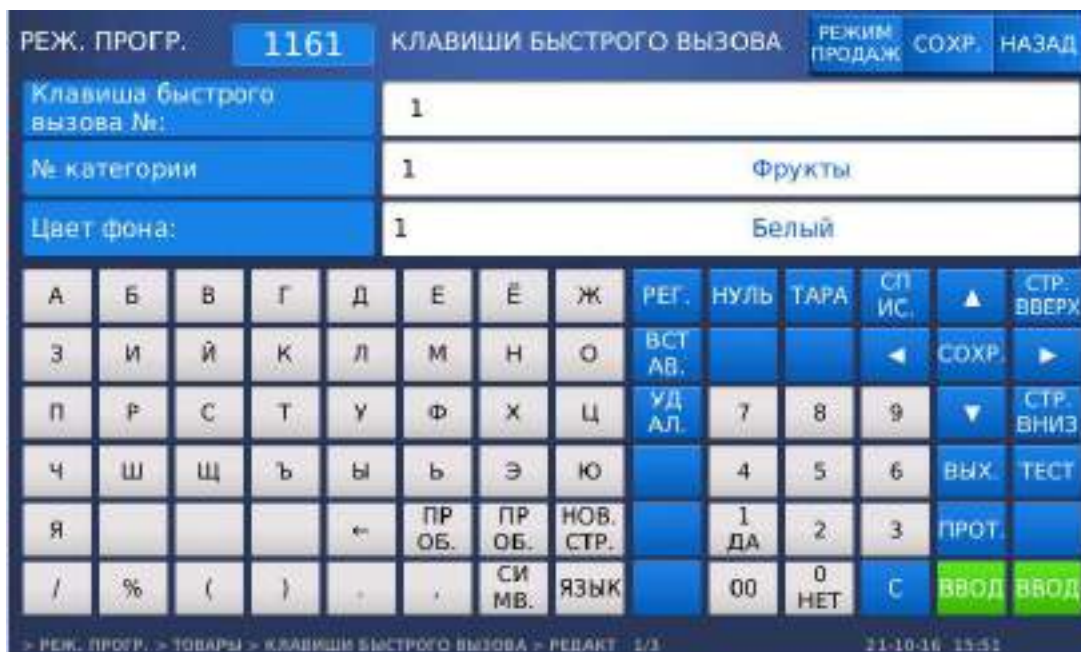 РЕЖ. ПРОГР. 1161 КЛАВИШИ БЫСТРОГО ВЫЗОВА РЕЖИМ ПРОДАЖ СОХР. НАЗАД
Клавиша быстрого
вызова №:
1
№ категории 1 Фрукты
Цвет фона: 1 Белый
А Б В Г Д Е Ё Ж РЕГ. НУЛЬ ТАРА СП ИС. ▲ СТР. ВВЕРХ
З И Й К Л М Н О ВСТ АВ. ◄ СОХР. ►
П Р С Т У Ф Х Ц УД АЛ. 7 8 9 ▼ СТР. ВНИЗ
Ч Ш Щ Ъ Ы Ь Э Ю 4 5 6 ВЫХ. ТЕСТ
Я ← ПР ОБ. ПР ОБ. НОВ. СТР. 1 ДА 2 3 ПРОТ.
/ % ( ) . , СИ МВ. ЯЗЫК 00 0 НЕТ С ВВОД ВВОД
> РЕЖ. ПРОГР. > ТОВАРЫ > КЛАВИШИ БЫСТРОГО ВЫЗОВА > РЕДАКТ 1/3 21-10-16 15:51